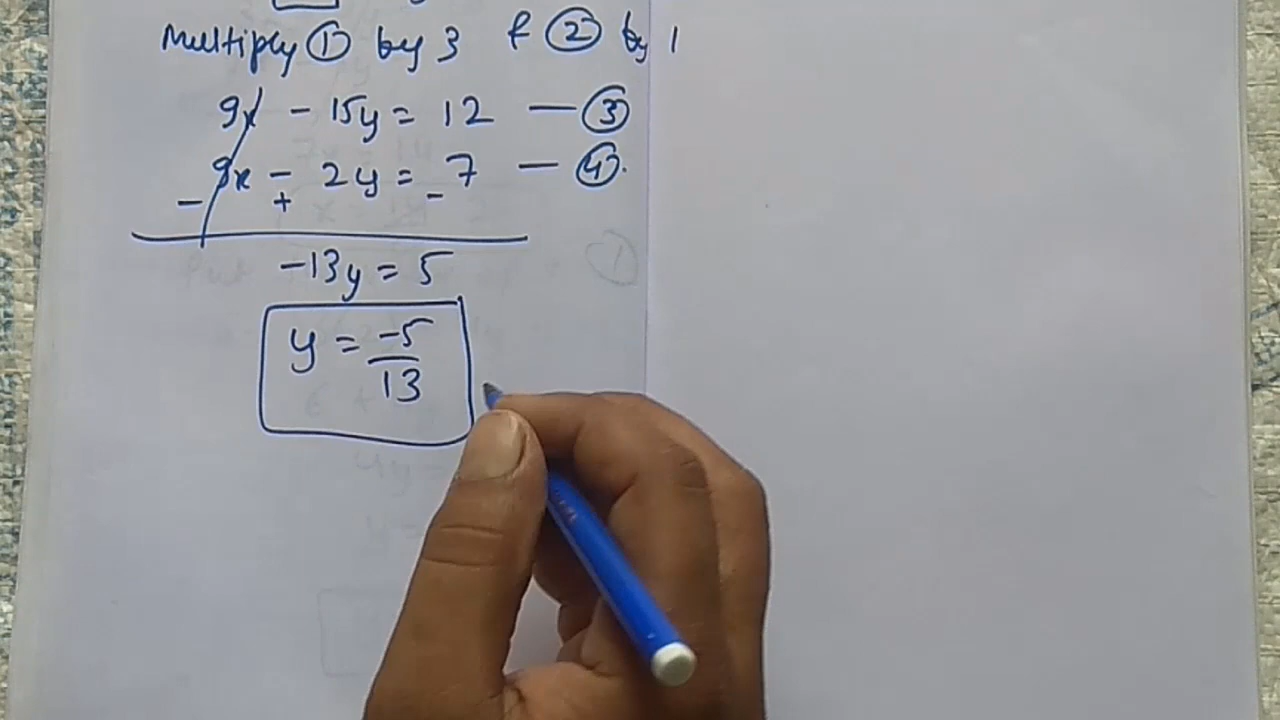 Multiply ① by 3 & ② by 1
9x - 15y = 12 — ③
9x - 2y = 7 — ④.
- + -
-13y = 5
y = -5/13